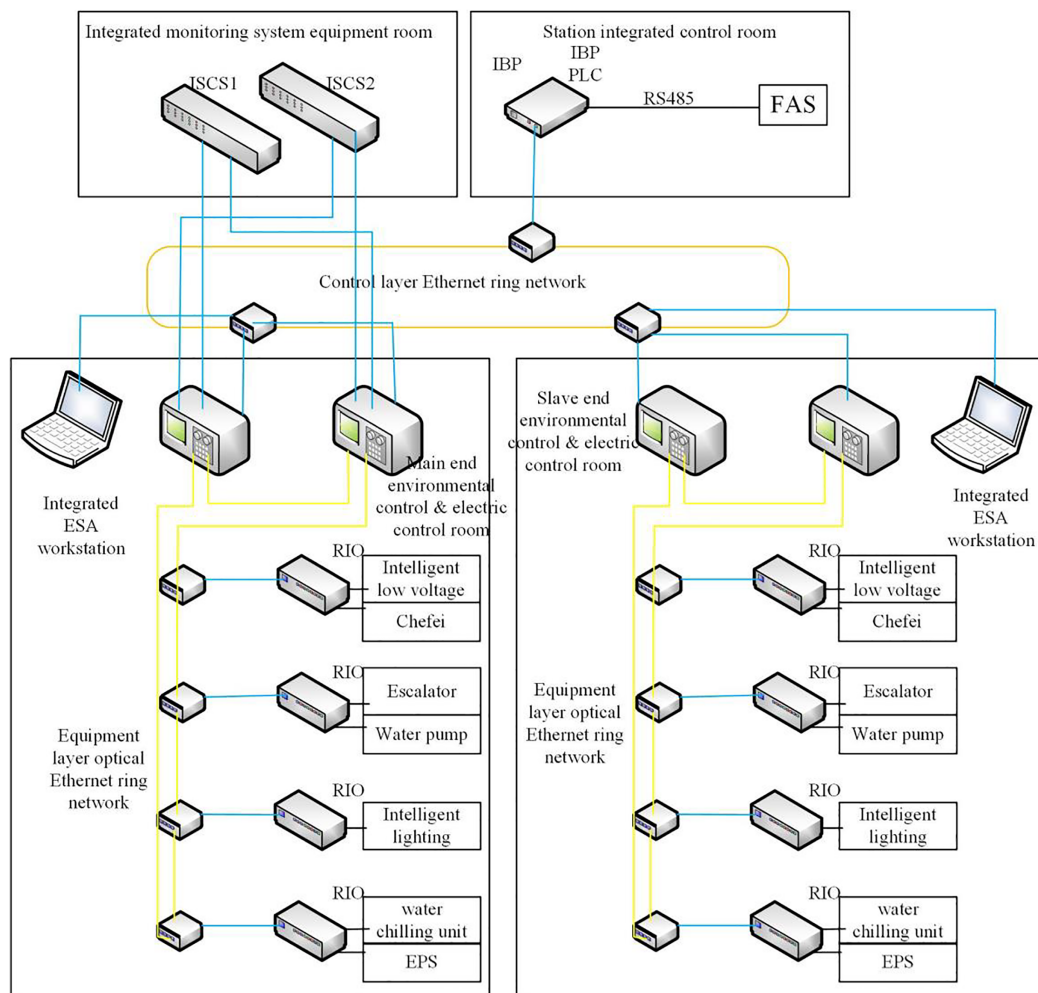 Integrated monitoring system equipment room
ISCS1
ISCS2
Station integrated control room
IBP
IBP
PLC
RS485
FAS
Control layer Ethernet ring network
Integrated
ESA
workstation
Main end
environmental
control & electric
control room
RIO
Intelligent
low voltage
Chefei
RIO
Escalator
Water pump
Equipment
layer optical
Ethernet ring
network
RIO
Intelligent
lighting
RIO
water
chilling unit
EPS
Slave end
environmental
control & electric
control room
Integrated
ESA
workstation
RIO
Intelligent
low voltage
Chefei
RIO
Escalator
Water pump
Equipment
layer optical
Ethernet ring
network
RIO
Intelligent
lighting
RIO
water
chilling unit
EPS